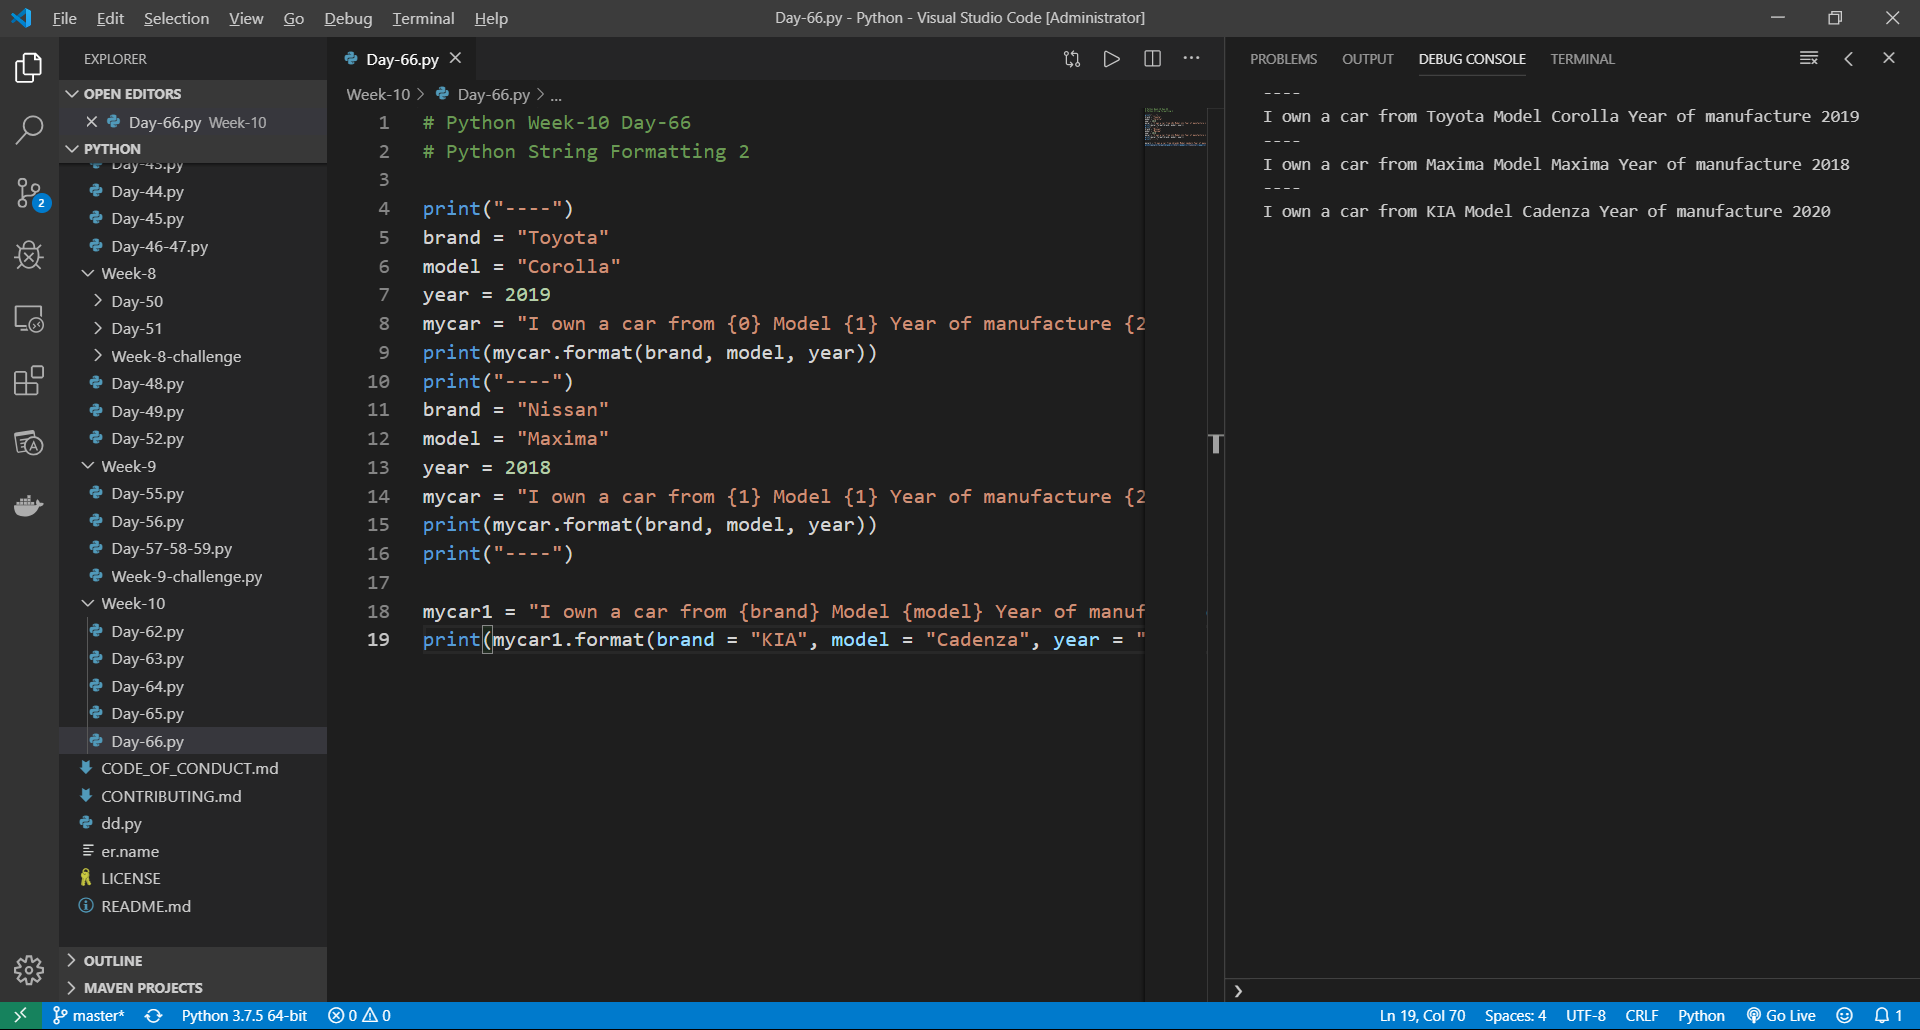 File Edit Selection View Go Debug Terminal Help
Day-66.py - Python - Visual Studio Code [Administrator]
EXPLORER
OPEN EDITORS
Day-66.py Week-10
PYTHON
Day-45.py
Day-44.py
Day-45.py
Day-46-47.py
Week-8
Day-50
Day-51
Week-8-challenge
Day-48.py
Day-49.py
Day-52.py
Week-9
Day-55.py
Day-56.py
Day-57-58-59.py
Week-9-challenge.py
Week-10
Day-62.py
Day-63.py
Day-64.py
Day-65.py
Day-66.py
CODE_OF_CONDUCT.md
CONTRIBUTING.md
dd.py
er.name
LICENSE
README.md
OUTLINE
MAVEN PROJECTS
2
Day-66.py
Week-10 > Day-66.py > ...
1 # Python Week-10 Day-66
2 # Python String Formatting 2
3
4 print("----")
5 brand = "Toyota"
6 model = "Corolla"
7 year = 2019
8 mycar = "I own a car from {0} Model {1} Year of manufacture {2
9 print(mycar.format(brand, model, year))
10 print("----")
11 brand = "Nissan"
12 model = "Maxima"
13 year = 2018
14 mycar = "I own a car from {1} Model {1} Year of manufacture {2
15 print(mycar.format(brand, model, year))
16 print("----")
17
18 mycar1 = "I own a car from {brand} Model {model} Year of manuf
19 print(mycar1.format(brand = "KIA", model = "Cadenza", year = "
PROBLEMS OUTPUT DEBUG CONSOLE TERMINAL
----
I own a car from Toyota Model Corolla Year of manufacture 2019
----
I own a car from Maxima Model Maxima Year of manufacture 2018
----
I own a car from KIA Model Cadenza Year of manufacture 2020
master* Python 3.7.5 64-bit 0 0 Ln 19, Col 70 Spaces: 4 UTF-8 CRLF Python Go Live 1